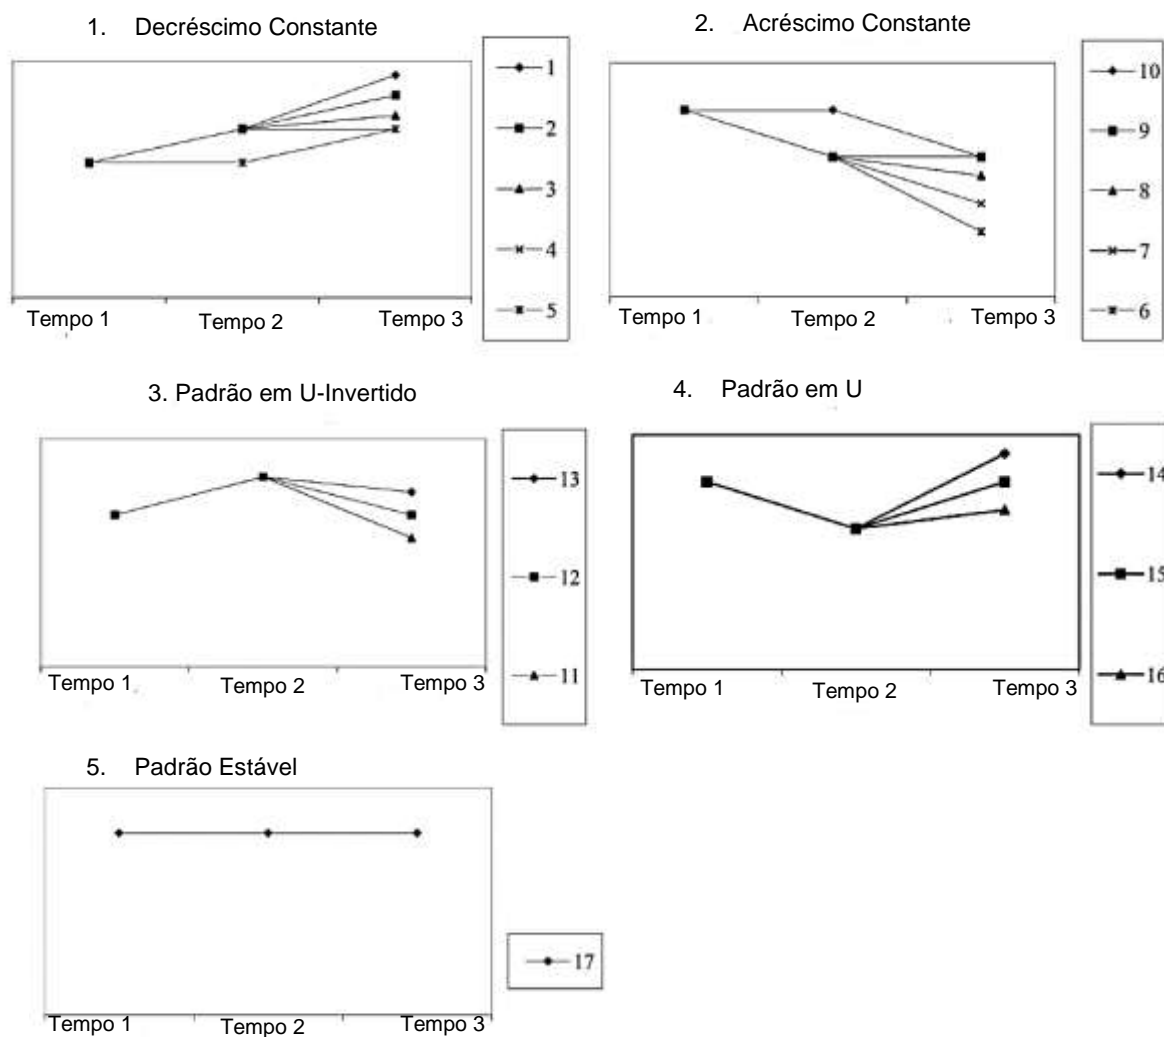 1. Decréscimo Constante
1
2
3
4
5
Tempo 1 Tempo 2 Tempo 3
2. Acréscimo Constante
10
9
8
7
6
Tempo 1 Tempo 2 Tempo 3
3. Padrão em U-Invertido
13
12
11
Tempo 1 Tempo 2 Tempo 3
4. Padrão em U
14
15
16
Tempo 1 Tempo 2 Tempo 3
5. Padrão Estável
17
Tempo 1 Tempo 2 Tempo 3